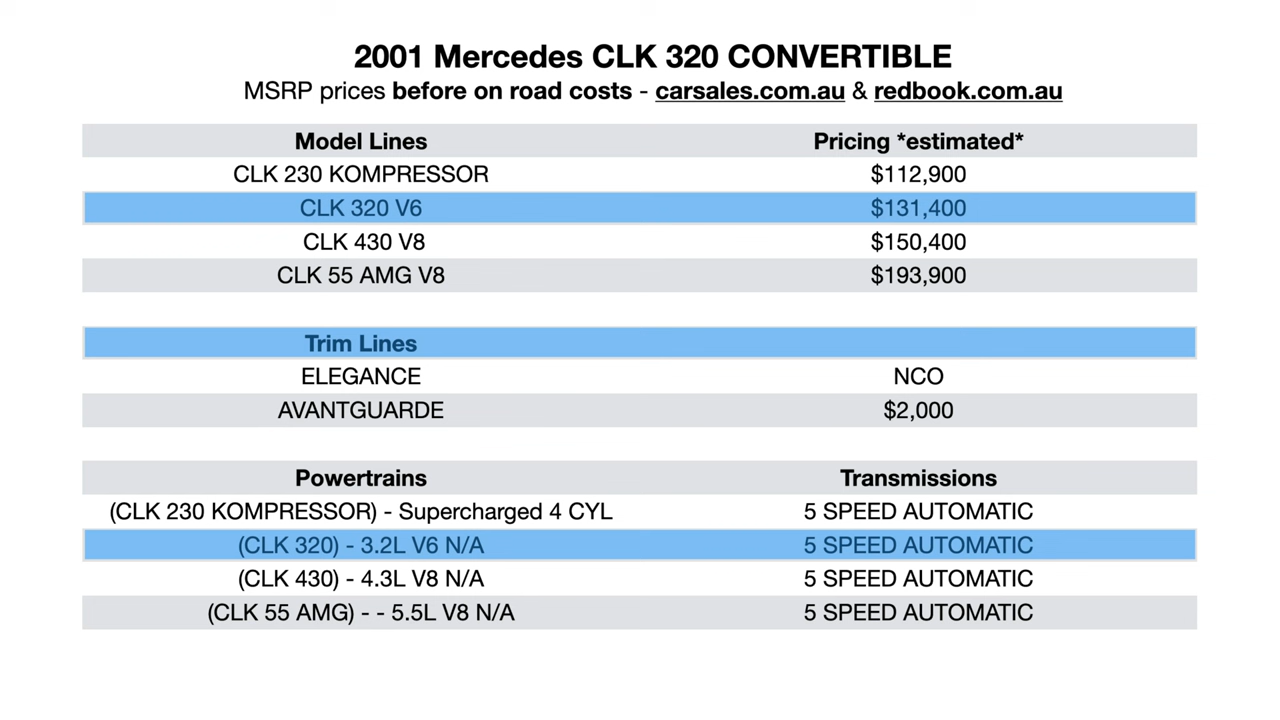 2001 Mercedes CLK 320 CONVERTIBLE
MSRP prices before on road costs - carsales.com.au & redbook.com.au
Model Lines Pricing *estimated*
CLK 230 KOMPRESSOR $112,900
CLK 320 V6 $131,400
CLK 430 V8 $150,400
CLK 55 AMG V8 $193,900
Trim Lines
ELEGANCE NCO
AVANTGUARDE $2,000
Powertrains Transmissions
(CLK 230 KOMPRESSOR) - Supercharged 4 CYL 5 SPEED AUTOMATIC
(CLK 320) - 3.2L V6 N/A 5 SPEED AUTOMATIC
(CLK 430) - 4.3L V8 N/A 5 SPEED AUTOMATIC
(CLK 55 AMG) - - 5.5L V8 N/A 5 SPEED AUTOMATIC